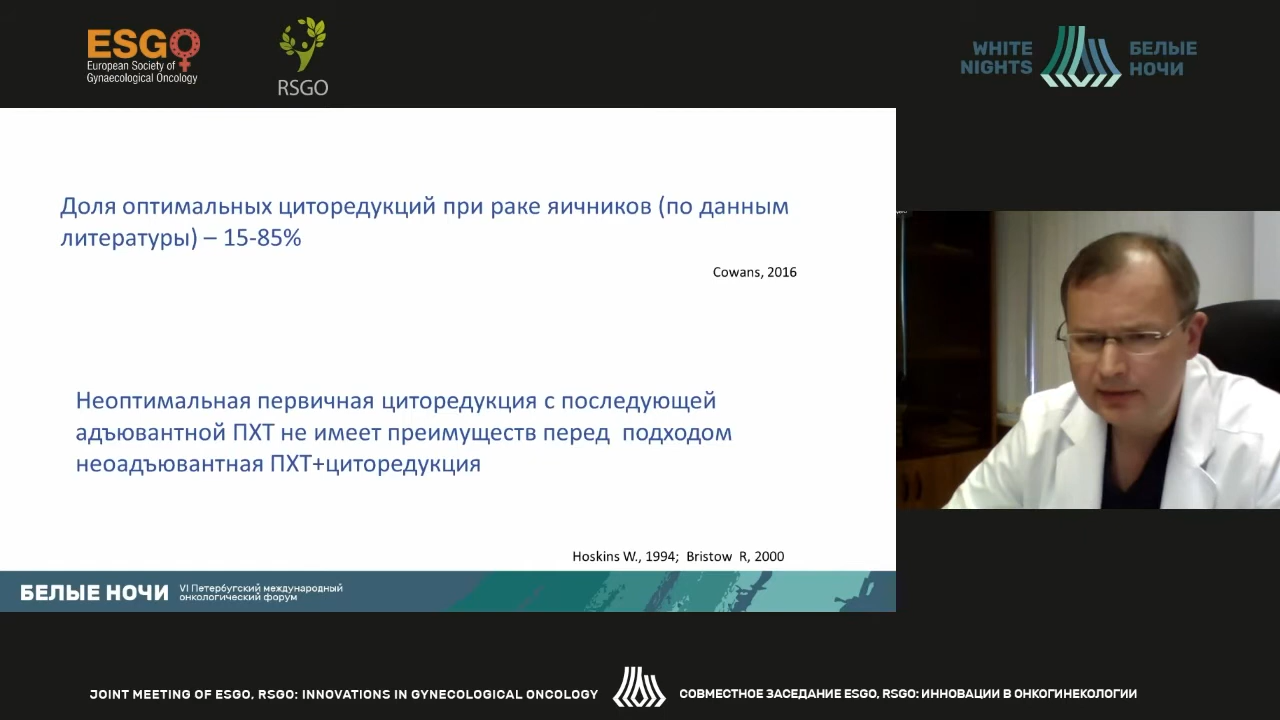 ESGO
European Society of
Gynaecological Oncology
RSGO
WHITE
NIGHTS
БЕЛЫЕ
НОЧИ
Доля оптимальных циторедукций при раке яичников (по данным
литературы) – 15-85%
Cowans, 2016
Неоптимальная первичная циторедукция с последующей
адъювантной ПХТ не имеет преимуществ перед подходом
неоадъювантная ПХТ+циторедукция
Hoskins W., 1994; Bristow R, 2000
БЕЛЫЕ НОЧИ
VI Петербугский международный
онкологический форум
JOINT MEETING OF ESGO, RSGO: INNOVATIONS IN GYNECOLOGICAL ONCOLOGY
СОВМЕСТНОЕ ЗАСЕДАНИЕ ESGO, RSGO: ИННОВАЦИИ В ОНКОГИНЕКОЛОГИИ